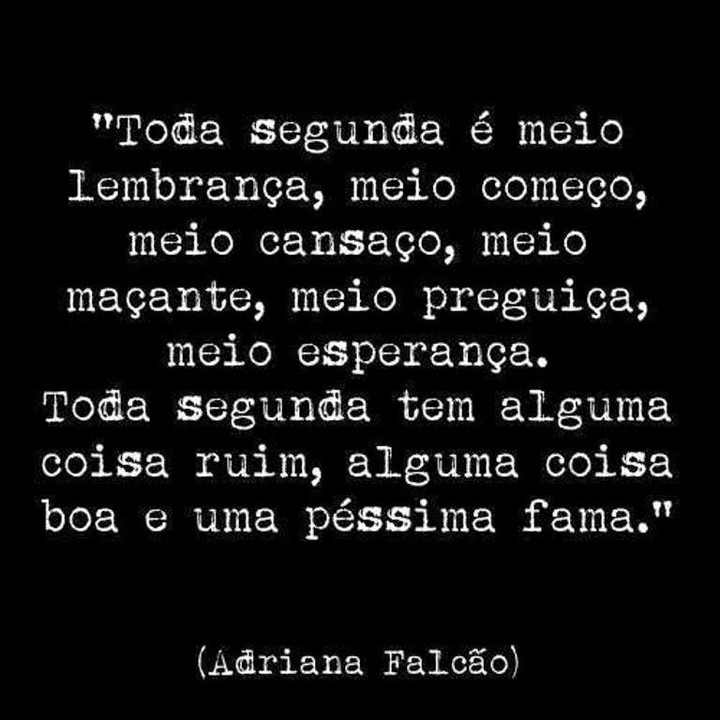 "Toda segunda é meio
lembrança, meio começo,
meio cansaço, meio
maçante, meio preguiça,
meio esperança.
Toda segunda tem alguma
coisa ruim, alguma coisa
boa e uma péssima fama."
(Adriana Falcão)